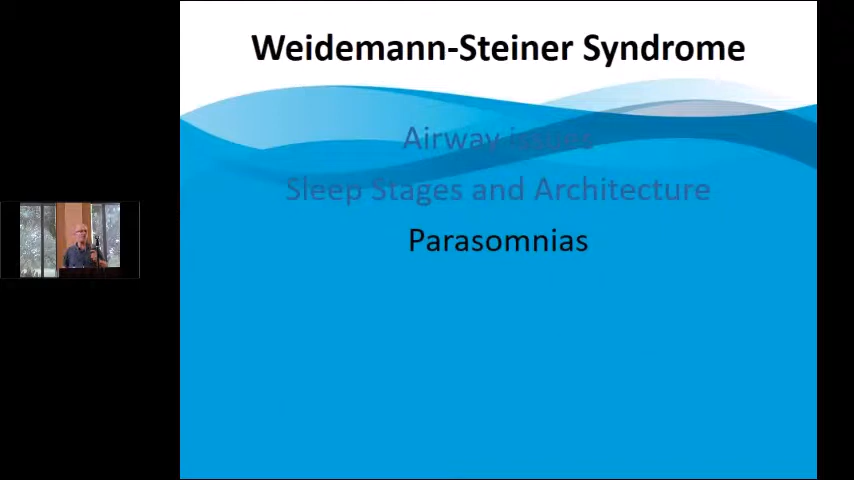 Weidemann-Steiner Syndrome
Airway issues
Sleep Stages and Architecture
Parasomnias